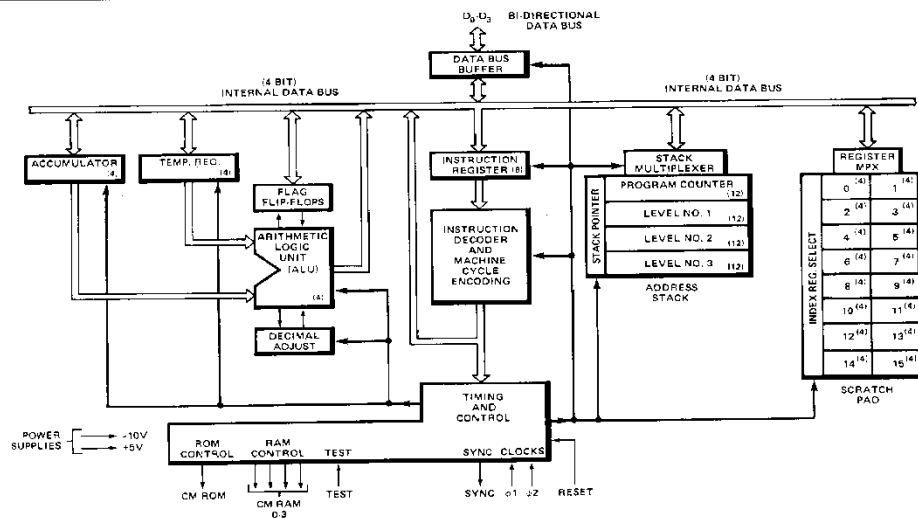 D0-D3 BI-DIRECTIONAL
DATA BUS
DATA BUS
BUFFER
(4 BIT)
INTERNAL DATA BUS
(4 BIT)
INTERNAL DATA BUS
ACCUMULATOR
(4)
TEMP. REG.
(4)
FLAG
FLIP-FLOPS
ARITHMETIC
LOGIC
UNIT
(ALU)
(4)
DECIMAL
ADJUST
INSTRUCTION
REGISTER (8)
INSTRUCTION
DECODER
AND
MACHINE
CYCLE
ENCODING
STACK
MULTIPLEXER
STACK POINTER
PROGRAM COUNTER
(12)
LEVEL NO. 1
(12)
LEVEL NO. 2
(12)
LEVEL NO. 3
(12)
ADDRESS
STACK
REGISTER
MPX
INDEX REG. SELECT
0 (4) 1 (4)
2 (4) 3 (4)
4 (4) 5 (4)
6 (4) 7 (4)
8 (4) 9 (4)
10 (4) 11 (4)
12 (4) 13 (4)
14 (4) 15 (4)
SCRATCH
PAD
TIMING
AND
CONTROL
POWER
SUPPLIES
-10V
+5V
ROM
CONTROL
RAM
CONTROL
TEST
SYNC
CLOCKS
CM ROM
CM RAM
0-3
TEST
SYNC
φ1
φ2
RESET